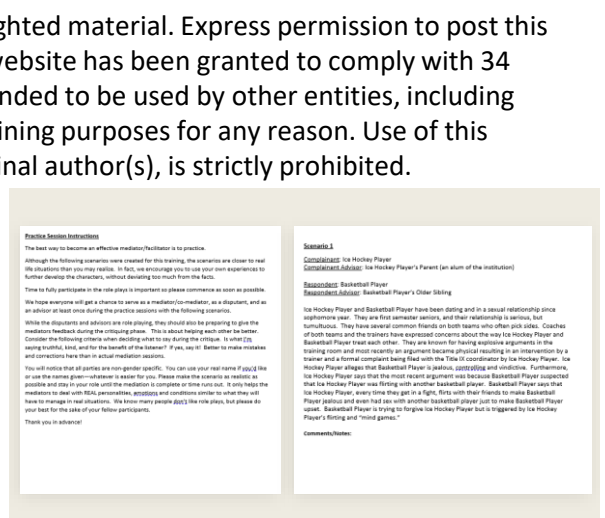 ghted material. Express permission to post this
website has been granted to comply with 34
nded to be used by other entities, including
ining purposes for any reason. Use of this
inal author(s), is strictly prohibited.
Practice Session Instructions
The best way to become an effective mediator/facilitator is to practice.
Although the following scenarios were created for this training, the scenarios are closer to real
life situations than you may realize. In fact, we encourage you to use your own experiences to
further develop the characters, without deviating too much from the facts.
Time to fully participate in the role plays is important so please commence as soon as possible.
We hope everyone will get a chance to serve as a mediator/co-mediator, as a disputant, and as
an advisor at least once during the practice sessions with the following scenarios.
While the disputants and advisors are role playing, they should also be preparing to give the
mediators feedback during the critiquing phase. This is about helping each other be better.
Consider the following criteria when deciding what to say during the critique. Is what I'm
saying truthful, kind, and for the benefit of the listener? If yes, say it! Better to make mistakes
and corrections here than in actual mediation sessions.
You will notice that all parties are non-gender specific. You can use your real name if you'd like
or use the names given—whatever is easier for you. Please make the scenario as realistic as
possible and stay in your role until the mediation is complete or time runs out. It only helps the
mediators to deal with REAL personalities, emotions and conditions similar to what they will
have to manage in real situations. We know many people don't like role plays, but please do
your best for the sake of your fellow participants.
Thank you in advance!
Scenario 1
Complainant: Ice Hockey Player
Complainant Advisor: Ice Hockey Player's Parent (an alum of the institution)
Respondent: Basketball Player
Respondent Advisor: Basketball Player's Older Sibling
Ice Hockey Player and Basketball Player have been dating and in a sexual relationship since
sophomore year. They are first semester seniors, and their relationship is serious, but
tumultuous. They have several common friends on both teams who often pick sides. Coaches
of both teams and the trainers have expressed concerns about the way Ice Hockey Player and
Basketball Player treat each other. They are known for having explosive arguments in the
training room and most recently an argument became physical resulting in an intervention by a
trainer and a formal complaint being filed with the Title IX coordinator by Ice Hockey Player. Ice
Hockey Player alleges that Basketball Player is jealous, controlling and vindictive. Furthermore,
Ice Hockey Player says that the most recent argument was because Basketball Player suspected
that Ice Hockey Player was flirting with another basketball player. Basketball Player says that
Ice Hockey Player, every time they get in a fight, flirts with their friends to make Basketball
Player jealous and even had sex with another basketball player just to make Basketball Player
upset. Basketball Player is trying to forgive Ice Hockey Player but is triggered by Ice Hockey
Player's flirting and "mind games."
Comments/Notes: